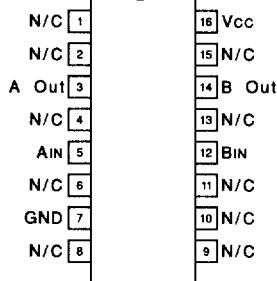 N/C 1 16 Vcc
N/C 2 15 N/C
A Out 3 14 B Out
N/C 4 13 N/C
AIN 5 12 BIN
N/C 6 11 N/C
GND 7 10 N/C
N/C 8 9 N/C